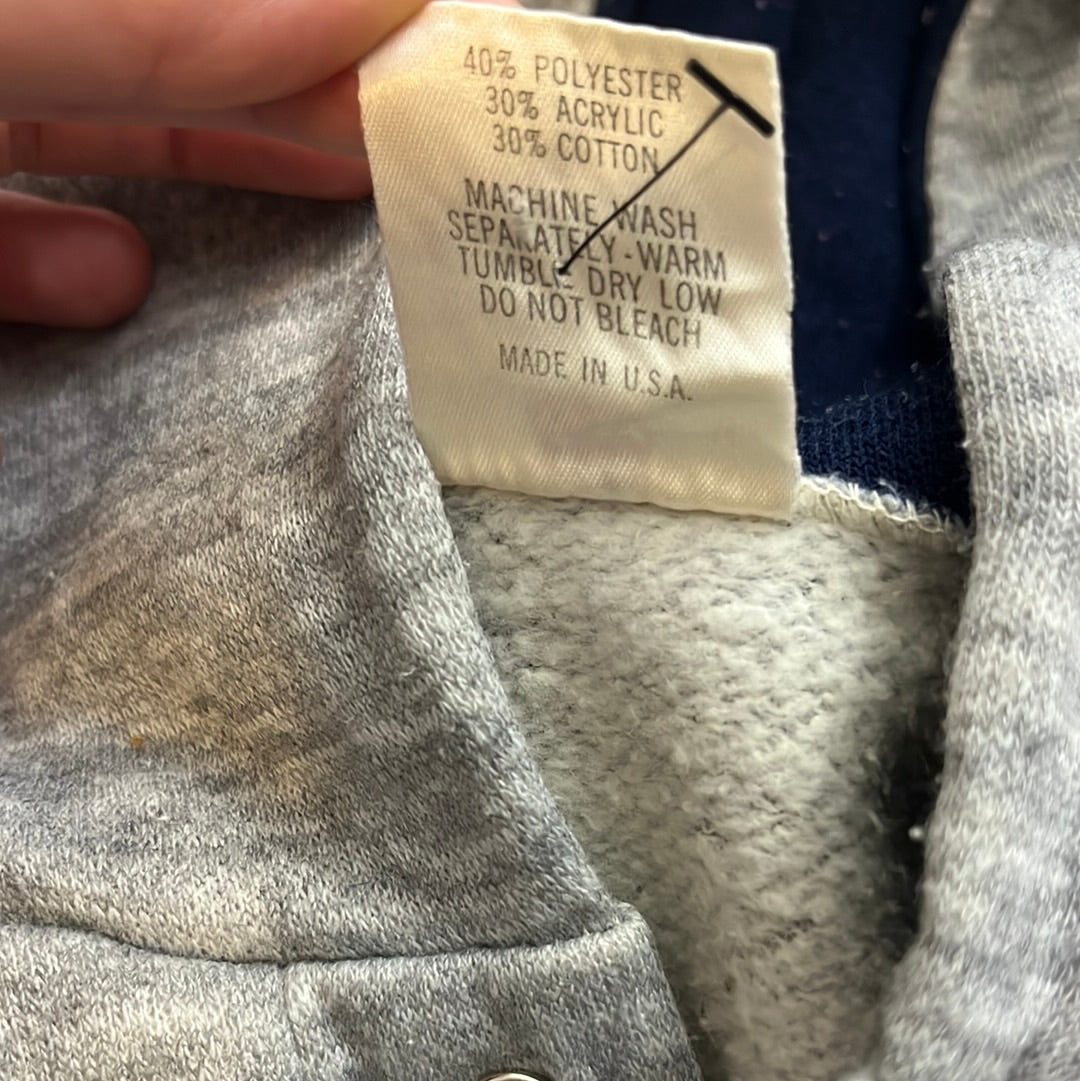 40% POLYESTER
30% ACRYLIC
30% COTTON
MACHINE WASH
SEPARATELY-WARM
TUMBLE DRY LOW
DO NOT BLEACH
MADE IN U.S.A.